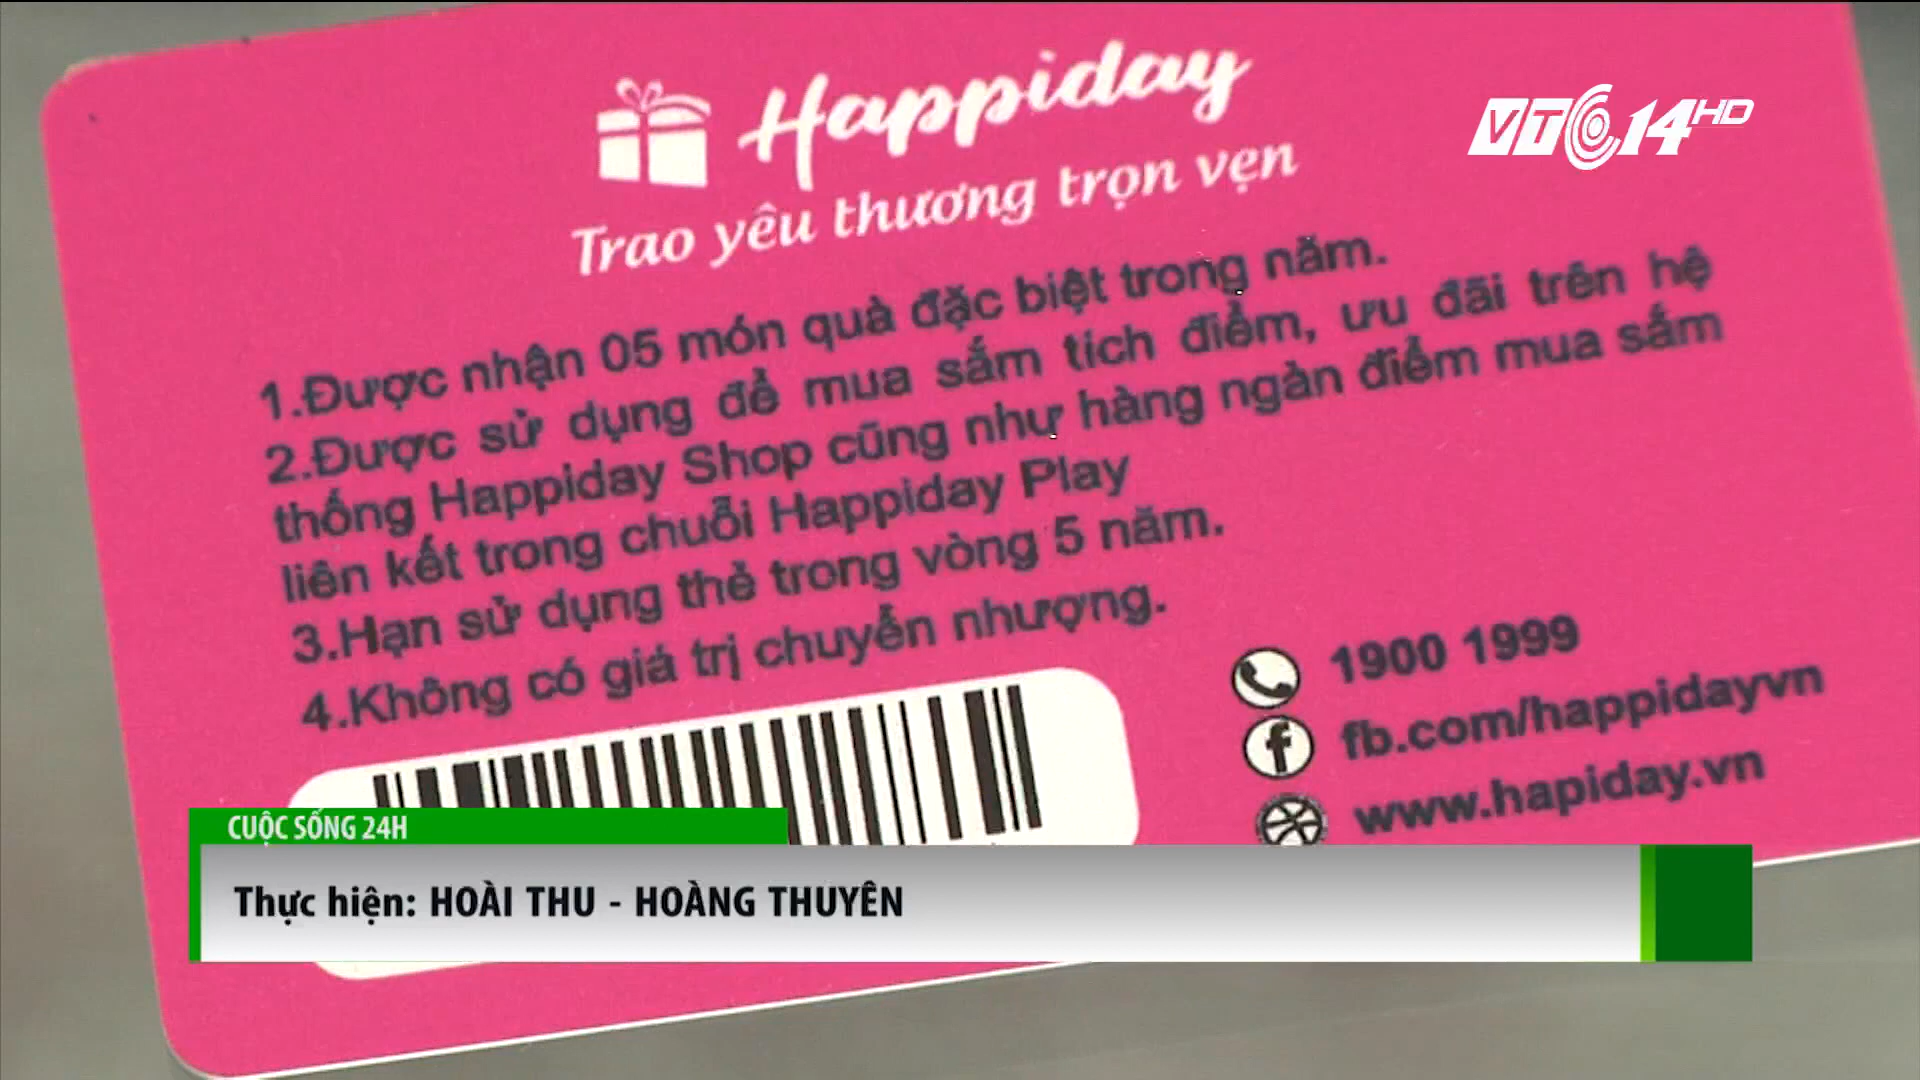 Happiday
VTC14HD
Trao yêu thương trọn vẹn
1.Được nhận 05 món quà đặc biệt trong năm.
2.Được sử dụng để mua sắm tích điểm, ưu đãi trên hệ
thống Happiday Shop cũng như hàng ngàn điểm mua sắm
liên kết trong chuỗi Happiday Play
3.Hạn sử dụng thẻ trong vòng 5 năm.
4.Không có giá trị chuyển nhượng.
1900 1999
fb.com/happidayvn
www.hapiday.vn
CUỘC SỐNG 24H
Thực hiện: HOÀI THU - HOÀNG THUYÊN